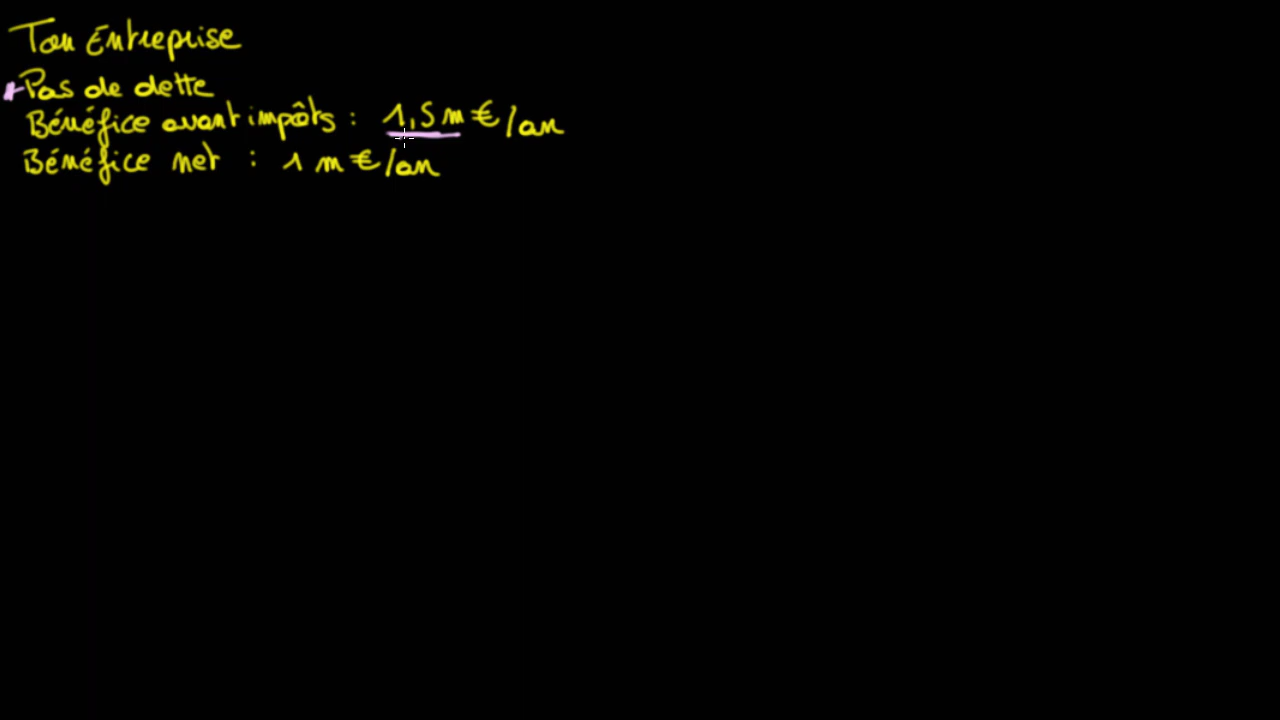 Ton Entreprise
Pas de dette
Bénéfice avant impôts : 1,5 m €/an
Bénéfice net : 1 m €/an